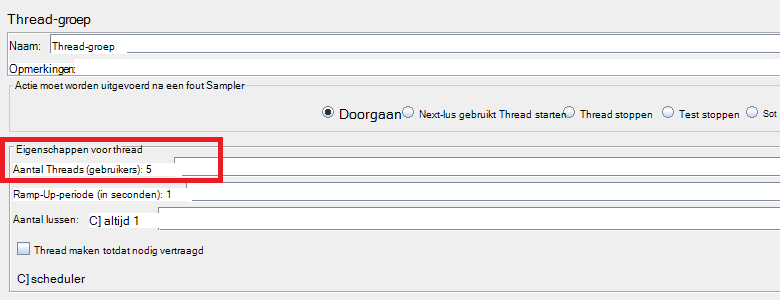 Thread-groep
Naam: Thread-groep
Opmerkingen:
Actie moet worden uitgevoerd na een fout Sampler
Doorgaan Next-lus gebruikt Thread starten Thread stoppen Test stoppen Sot
Eigenschappen voor thread
Aantal Threads (gebruikers): 5
Ramp-Up-periode (in seconden): 1
Aantal lussen: C] altijd 1
Thread maken totdat nodig vertraagd
C] scheduler